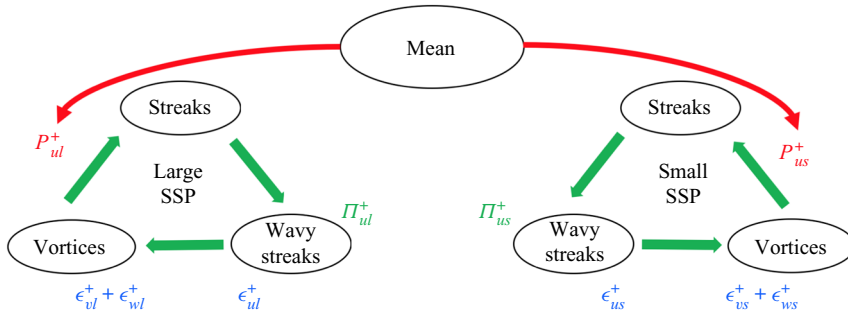 Mean
Streaks
Streaks
P⁺ᵤₗ
P⁺ᵤₛ
Large
SSP
Small
SSP
Π⁺ᵤₗ
Π⁺ᵤₛ
Vortices
Wavy
streaks
Wavy
streaks
Vortices
ϵ⁺ᵥₗ + ϵ⁺wₗ
ϵ⁺ᵤₗ
ϵ⁺ᵤₛ
ϵ⁺ᵥₛ + ϵ⁺wₛ